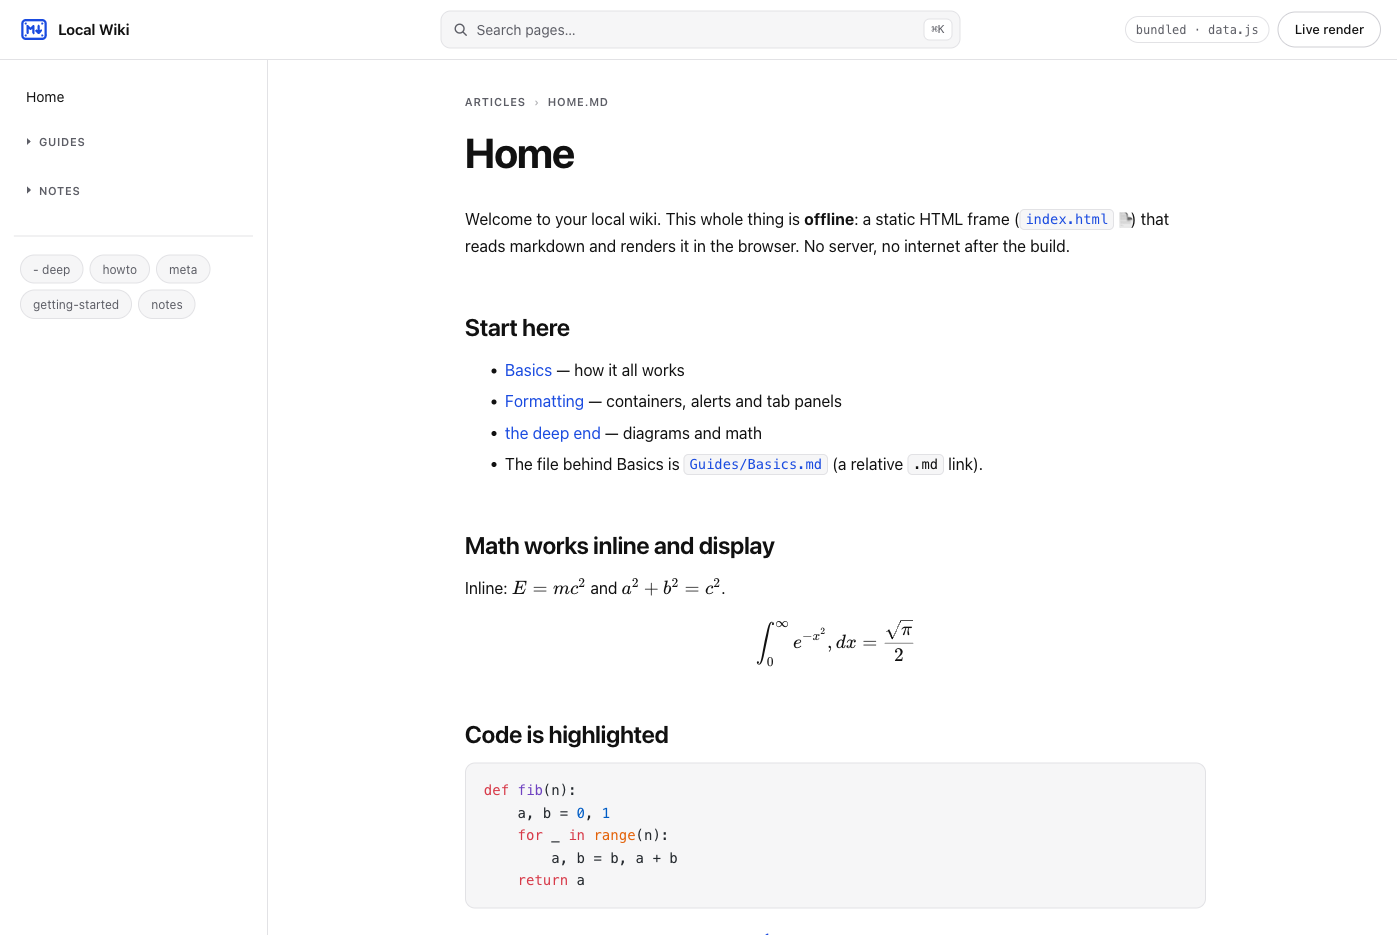 Local Wiki
Search pages...
⌘K
bundled · data.js
Live render
Home
GUIDES
NOTES
- deep
howto
meta
getting-started
notes
ARTICLES › HOME.MD
Home
Welcome to your local wiki. This whole thing is offline: a static HTML frame (index.html) that
reads markdown and renders it in the browser. No server, no internet after the build.
Start here
• Basics — how it all works
• Formatting — containers, alerts and tab panels
• the deep end — diagrams and math
• The file behind Basics is Guides/Basics.md (a relative .md link).
Math works inline and display
Inline: E = mc² and a² + b² = c².
∫₀^∞ e^{-x²}, dx = √π / 2
Code is highlighted
def fib(n):
    a, b = 0, 1
    for _ in range(n):
        a, b = b, a + b
    return a